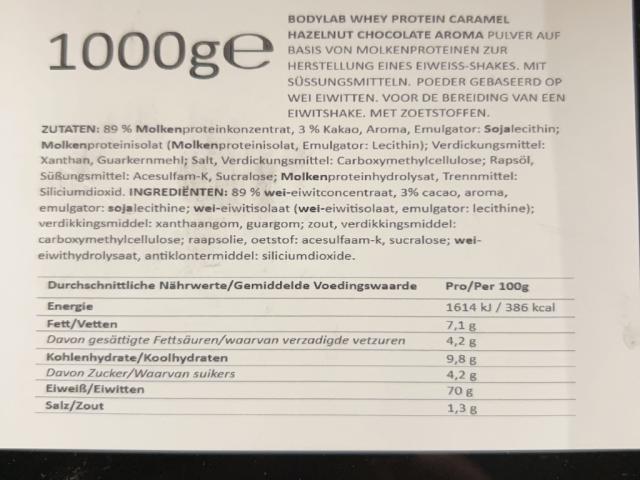 1000g℮
BODYLAB WHEY PROTEIN CARAMEL
HAZELNUT CHOCOLATE AROMA PULVER AUF
BASIS VON MOLKENPROTEINEN ZUR
HERSTELLUNG EINES EIWEISS-SHAKES. MIT
SÜSSUNGSMITTELN. POEDER GEBASEERD OP
WEI EIWITTEN. VOOR DE BEREIDING VAN EEN
EIWITSHAKE. MET ZOETSTOFFEN.
ZUTATEN: 89 % Molkenproteinkonzentrat, 3 % Kakao, Aroma, Emulgator: Sojalecithin;
Molkenproteinisolat (Molkenproteinisolat, Emulgator: Lecithin); Verdickungsmittel:
Xanthan, Guarkernmehl; Salt, Verdickungsmittel: Carboxymethylcellulose; Rapsöl,
Süßungsmittel: Acesulfam-K, Sucralose; Molkenproteinhydrolysat, Trennmittel:
Siliciumdioxid. INGREDIËNTEN: 89 % wei-eiwitconcentraat, 3% cacao, aroma,
emulgator: sojalecithine; wei-eiwitisolaat (wei-eiwitisolaat, emulgator: lecithine);
verdikkingsmiddel: xanthaangom, guargom; zout, verdikkingsmiddel:
carboxymethylcellulose; raapsolie, oetstof: acesulfaam-k, sucralose; wei-
eiwithydrolysaat, antiklontermiddel: siliciumdioxide.
Durchschnittliche Nährwerte/Gemiddelde Voedingswaarde Pro/Per 100g
Energie 1614 kJ / 386 kcal
Fett/Vetten 7,1 g
Davon gesättigte Fettsäuren/waarvan verzadigde vetzuren 4,2 g
Kohlenhydrate/Koolhydraten 9,8 g
Davon Zucker/Waarvan suikers 4,2 g
Eiweiß/Eiwitten 70 g
Salz/Zout 1,3 g